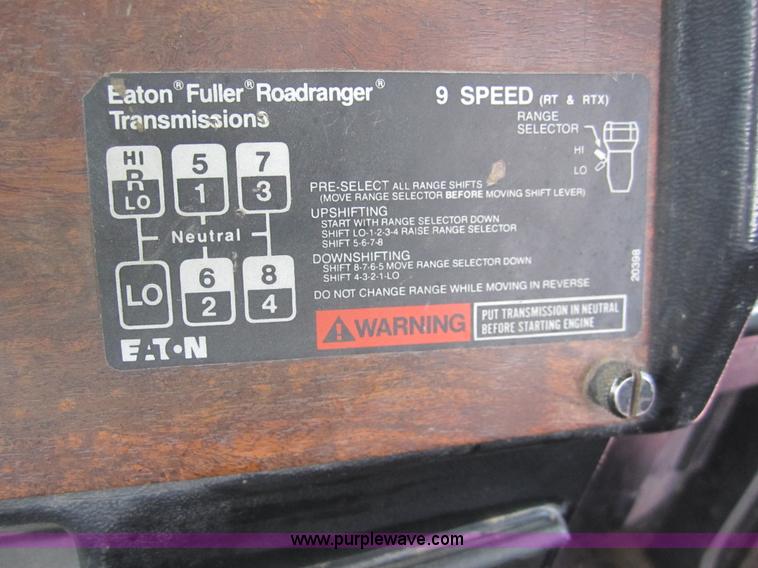 Eaton® Fuller® Roadranger® 9 SPEED (RT & RTX)
Transmissions
RANGE
SELECTOR
HI
LO
HI
R
LO
5
1
7
3
Neutral
LO
6
2
8
4
PRE-SELECT ALL RANGE SHIFTS
(MOVE RANGE SELECTOR BEFORE MOVING SHIFT LEVER)
UPSHIFTING
START WITH RANGE SELECTOR DOWN
SHIFT LO-1-2-3-4 RAISE RANGE SELECTOR
SHIFT 5-6-7-8
DOWNSHIFTING
SHIFT 8-7-6-5 MOVE RANGE SELECTOR DOWN
SHIFT 4-3-2-1-LO
DO NOT CHANGE RANGE WHILE MOVING IN REVERSE
20398
WARNING
PUT TRANSMISSION IN NEUTRAL
BEFORE STARTING ENGINE
EATON
www.purplewave.com